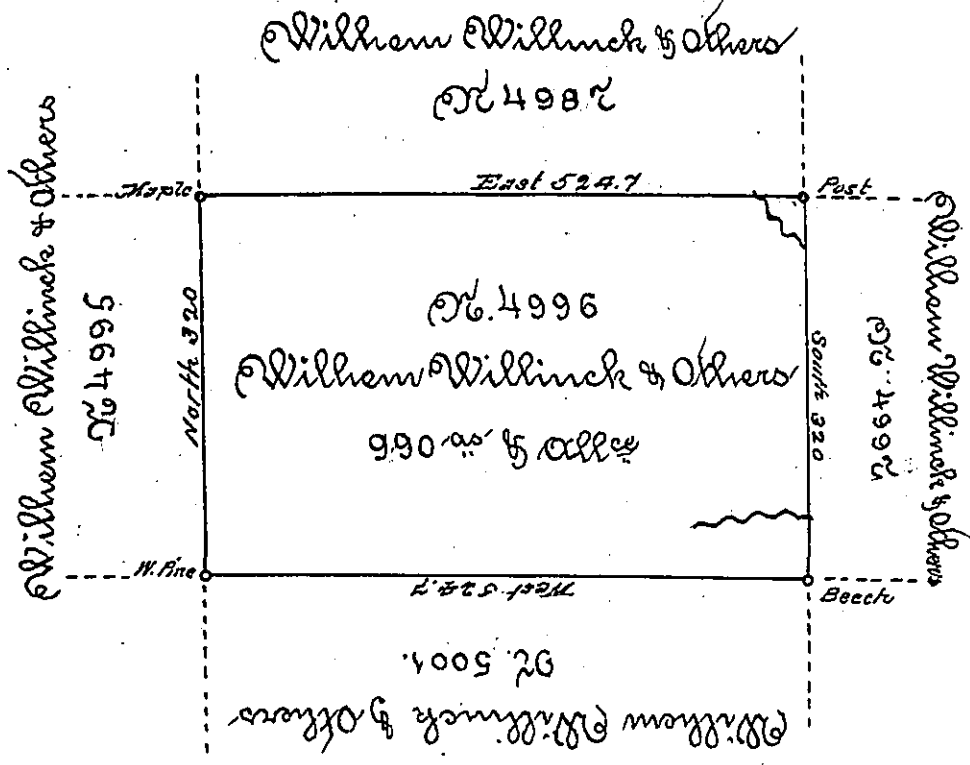 Wilhem Willinck & Others
No 4987
Maple
East 524.7
Post
Wilhem Willinck & Others
No 4995
North 320
No. 4996
Wilhem Willinck & Others
990 as & Allce
South 320
No. 4997
Wilhem Willinck & Others
W. Pine
West 524.7
Beech
No. 5001.
Wilhem Willinck & Others